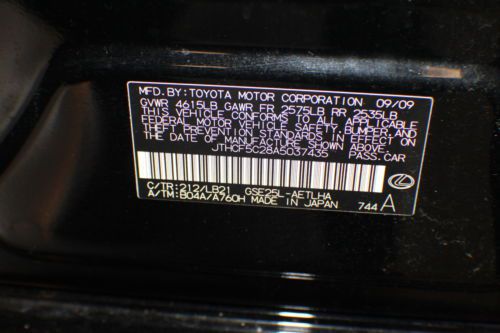 MFD. BY: TOYOTA MOTOR CORPORATION 09/09
GVWR 4615LB GAWR FR 2575LB RR 2535LB
THIS VEHICLE CONFORMS TO ALL APPLICABLE
FEDERAL MOTOR VEHICLE SAFETY, BUMPER, AND
THEFT PREVENTION STANDARDS IN EFFECT ON
THE DATE OF MANUFACTURE SHOWN ABOVE.
PASS.CAR
C/TR:212/LB21 GSE25L-AETLHA
A/TM:B04A/A760H MADE IN JAPAN 744 A